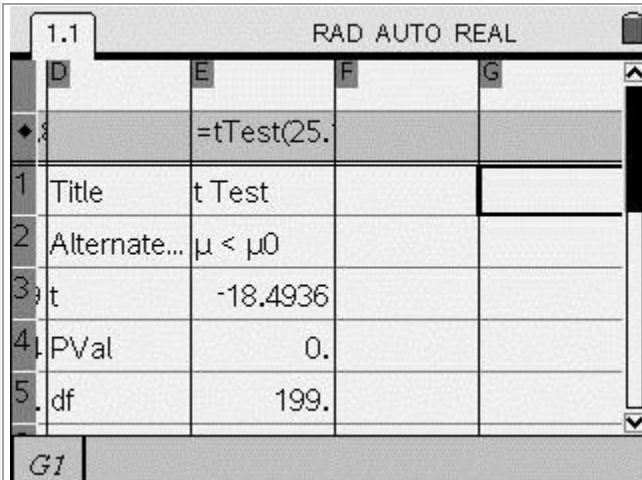 1.1 RAD AUTO REAL
D E F G
◆ =tTest(25.
1 Title t Test
2 Alternate... μ < μ0
3 t -18.4936
4 PVal 0.
5 df 199.
G1